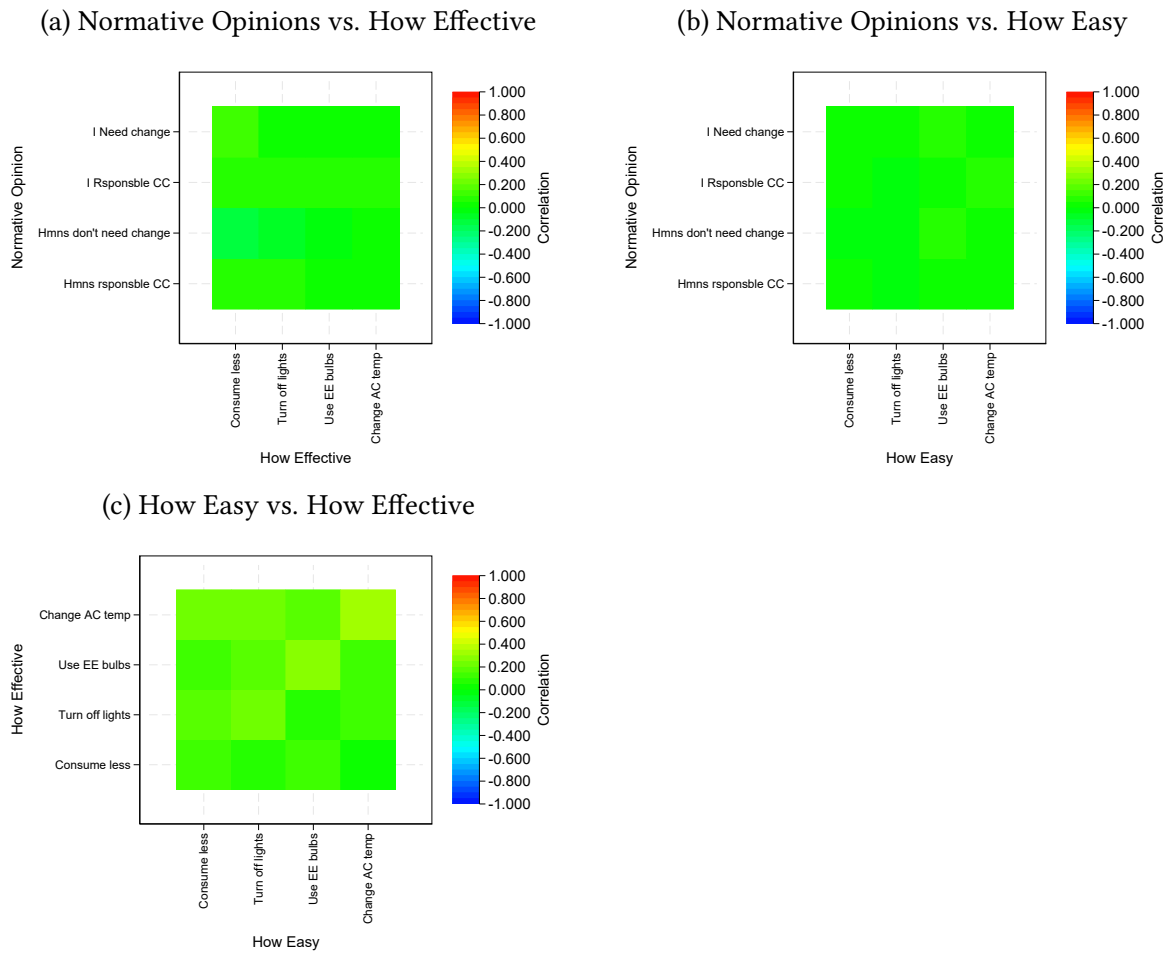 (a) Normative Opinions vs. How Effective
Normative Opinion
I Need change
I Rsponsble CC
Hmns don't need change
Hmns rsponsble CC
Consume less
Turn off lights
Use EE bulbs
Change AC temp
How Effective
1.000
0.800
0.600
0.400
0.200
0.000
-0.200
-0.400
-0.600
-0.800
-1.000
Correlation
(b) Normative Opinions vs. How Easy
Normative Opinion
I Need change
I Rsponsble CC
Hmns don't need change
Hmns rsponsble CC
Consume less
Turn off lights
Use EE bulbs
Change AC temp
How Easy
1.000
0.800
0.600
0.400
0.200
0.000
-0.200
-0.400
-0.600
-0.800
-1.000
Correlation
(c) How Easy vs. How Effective
How Effective
Change AC temp
Use EE bulbs
Turn off lights
Consume less
Consume less
Turn off lights
Use EE bulbs
Change AC temp
How Easy
1.000
0.800
0.600
0.400
0.200
0.000
-0.200
-0.400
-0.600
-0.800
-1.000
Correlation